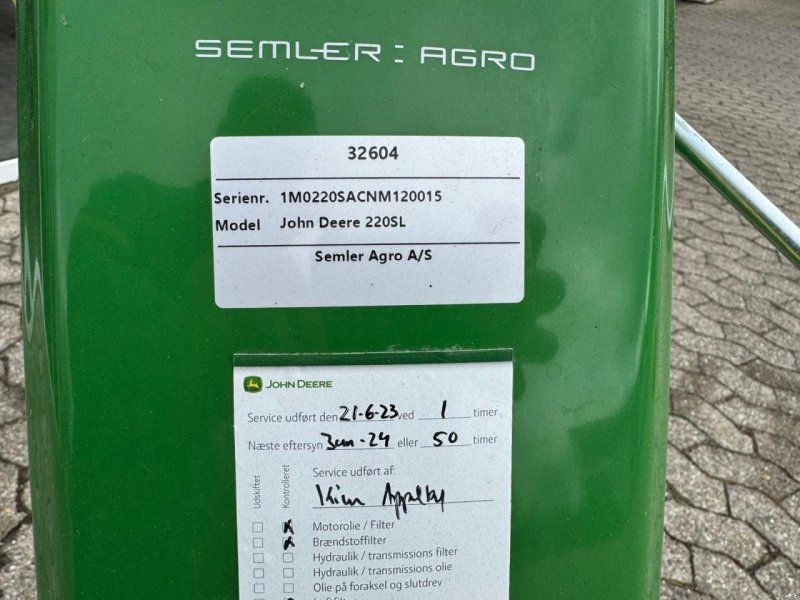 SEMLER AGRO
32604
Serienr. 1M0220SACNM120015
Model John Deere 220SL
Semler Agro A/S
JOHN DEERE
Service udført den 21-6-23 ved 1 timer
Næste eftersyn Jun-24 eller 50 timer
Udskiftet
Kontrolleret
Service udført af:
Kim
Motorolie / Filter
Brændstoffilter
Hydraulik / transmissions filter
Hydraulik / transmissions olie
Olie på foraksel og slutdrev